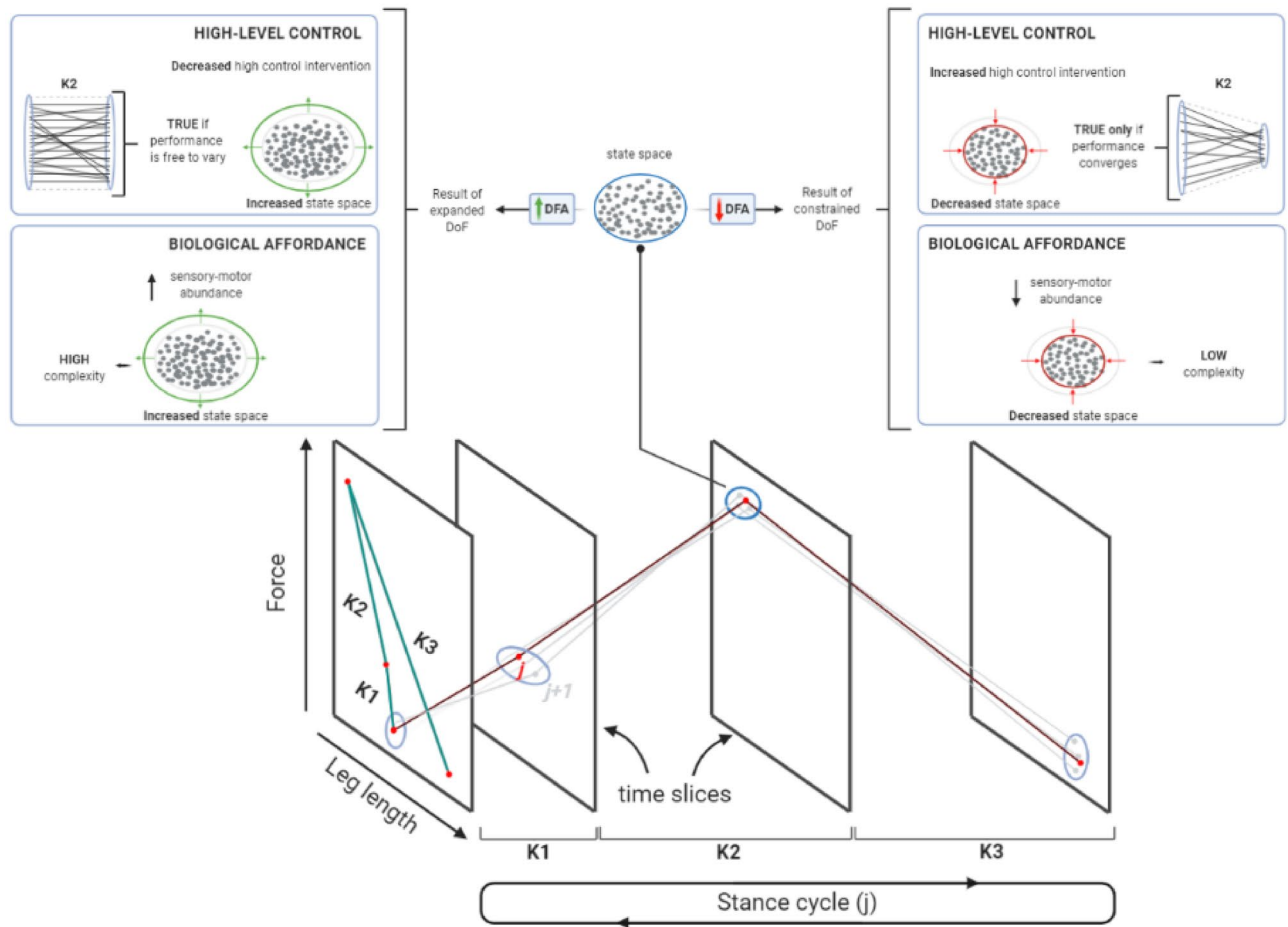 HIGH-LEVEL CONTROL
Decreased high control intervention
K2
TRUE if
performance
is free to vary
Increased state space
BIOLOGICAL AFFORDANCE
sensory-motor
abundance
HIGH
complexity
Increased state space
Result of
expanded
DoF
DFA
state space
DFA
Result of
constrained
DoF
HIGH-LEVEL CONTROL
Increased high control intervention
K2
TRUE only if
performance
converges
Decreased state space
BIOLOGICAL AFFORDANCE
sensory-motor
abundance
LOW
complexity
Decreased state space
Force
K2
K3
K1
j
j+1
Leg length
time slices
K1
K2
K3
Stance cycle (j)